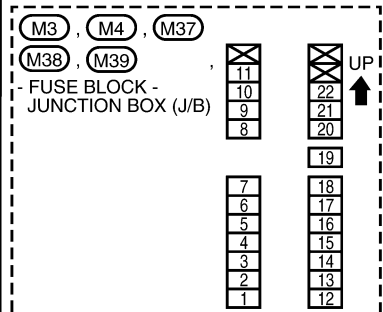 M3 , M4 , M37
M38 , M39 ,
- FUSE BLOCK -
JUNCTION BOX (J/B)
UP
11
10 22
9 21
8 20
19
7 18
6 17
5 16
4 15
3 14
2 13
1 12